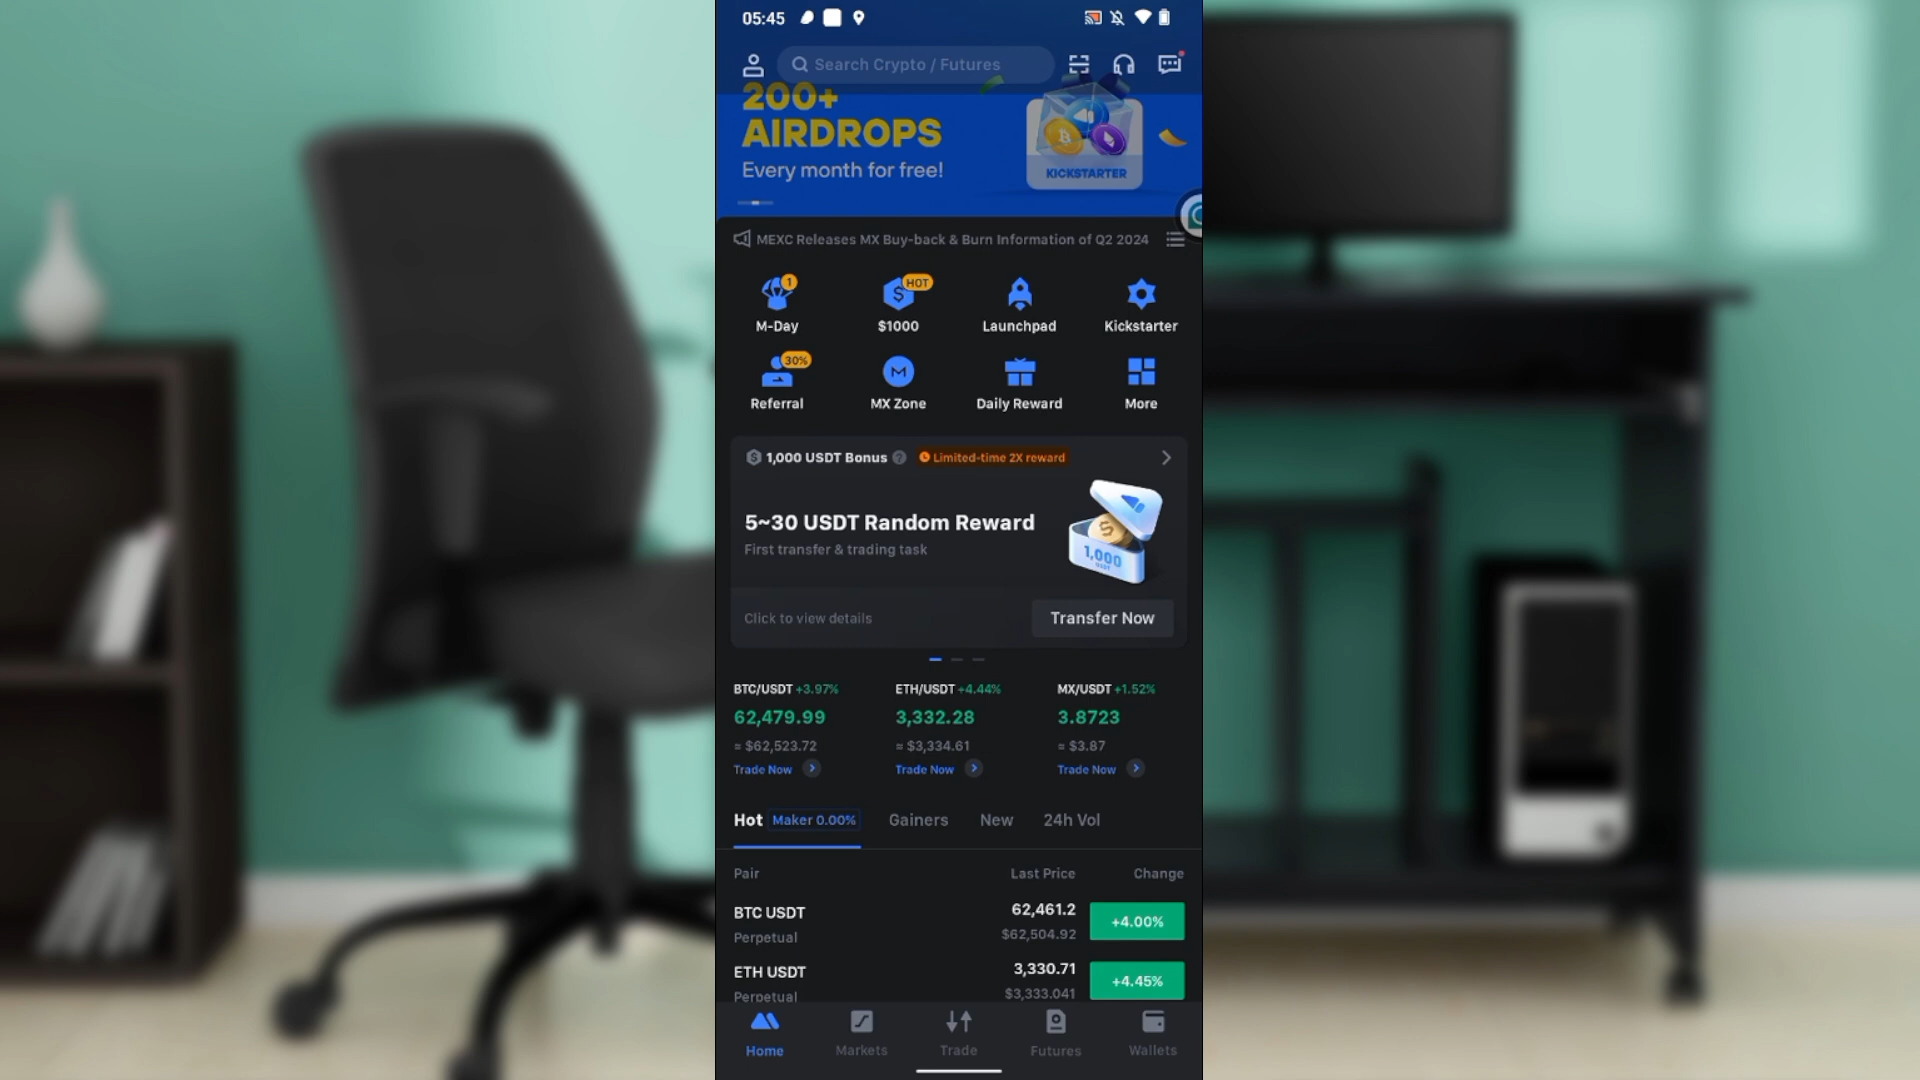 05:45
Search Crypto / Futures
200+
AIRDROPS
Every month for free!
KICKSTARTER
MEXC Releases MX Buy-back & Burn Information of Q2 2024
1
HOT
M-Day
$1000
Launchpad
Kickstarter
30%
Referral
MX Zone
Daily Reward
More
1,000 USDT Bonus
Limited-time 2X reward
5~30 USDT Random Reward
First transfer & trading task
1,000
USDT
Click to view details
Transfer Now
BTC/USDT +3.97%
ETH/USDT +4.44%
MX/USDT +1.52%
62,479.99
3,332.28
3.8723
≈ $62,523.72
≈ $3,334.61
≈ $3.87
Trade Now
Trade Now
Trade Now
Hot Maker 0.00%
Gainers
New
24h Vol
Pair
Last Price
Change
BTC USDT
62,461.2
+4.00%
Perpetual
$62,504.92
ETH USDT
3,330.71
+4.45%
Perpetual
$3,333.041
Home
Markets
Trade
Futures
Wallets